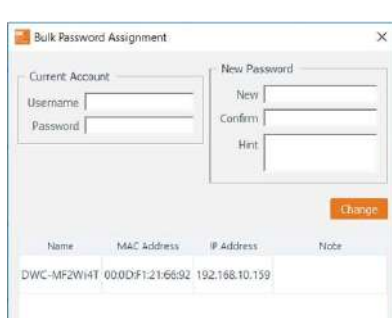 Bulk Password Assignment
Current Account
Username
Password
New Password
New
Confirm
Hint
Change
Name MAC Address IP Address Note
DWC-MF2Wi4T 00:0D:F1:21:66:92 192.168.10.159